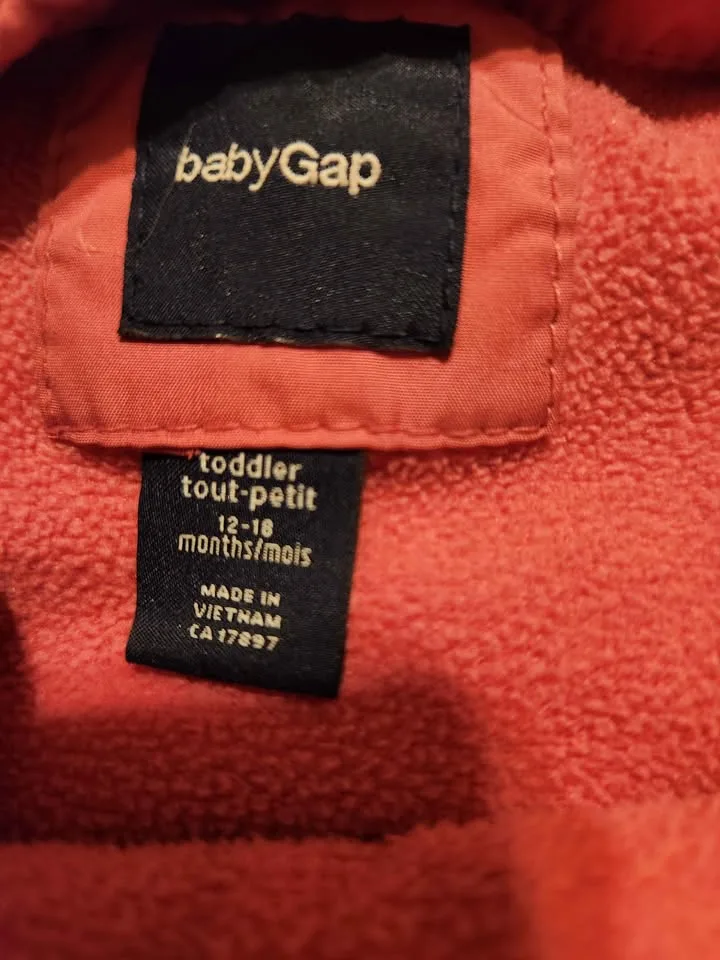 babyGap
toddler
tout-petit
12-18
months/mois
MADE IN
VIETNAM
CA 17897